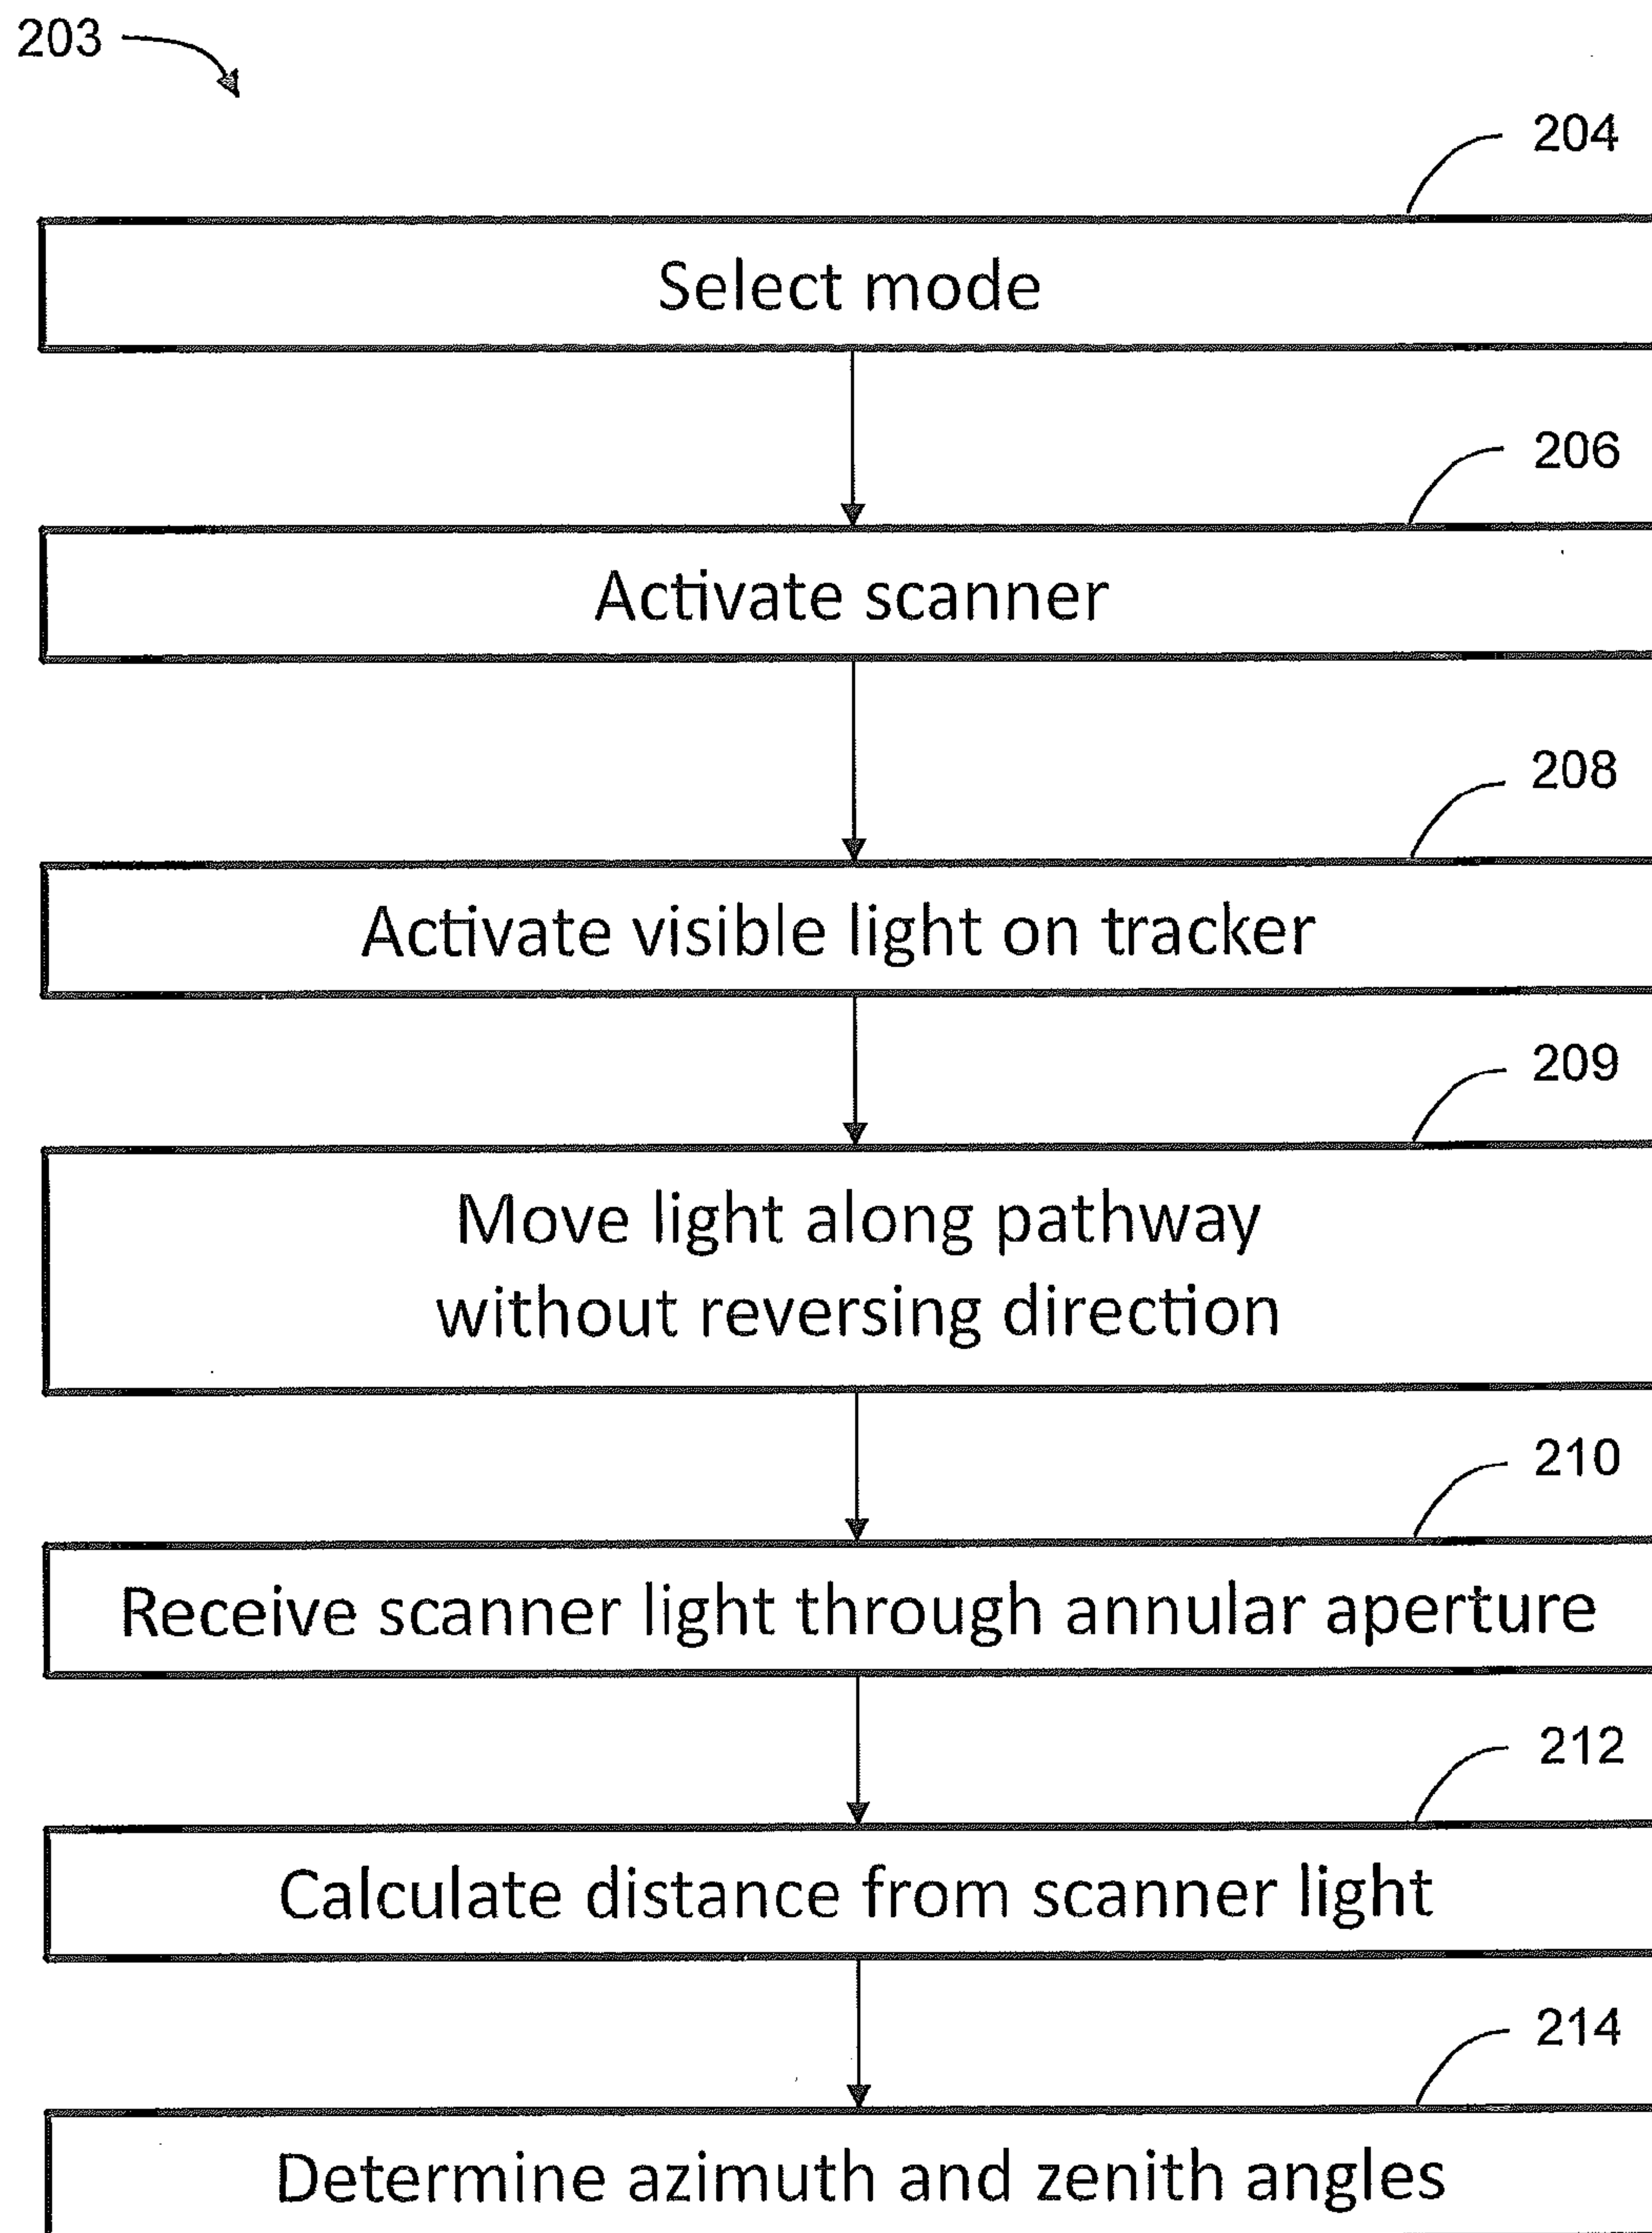 203
204
Select mode
206
Activate scanner
208
Activate visible light on tracker
209
Move light along pathway
without reversing direction
210
Receive scanner light through annular aperture
212
Calculate distance from scanner light
214
Determine azimuth and zenith angles